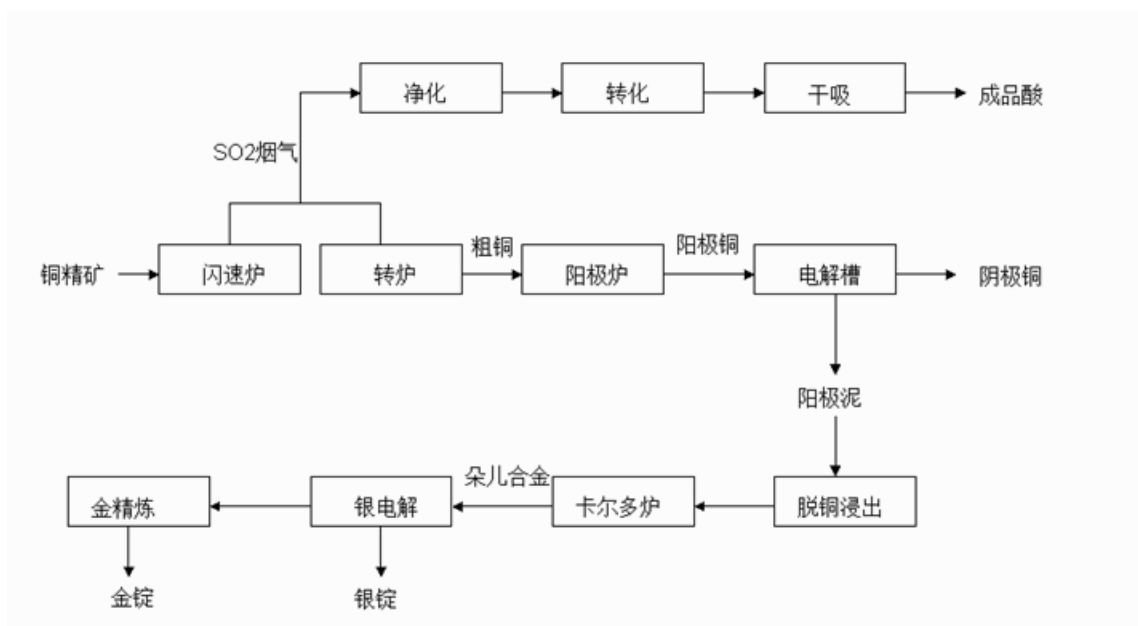 净化
转化
干吸
成品酸
SO2烟气
铜精矿
闪速炉
转炉
粗铜
阳极炉
阳极铜
电解槽
阴极铜
阳极泥
金精炼
银电解
朵儿合金
卡尔多炉
脱铜浸出
金锭
银锭